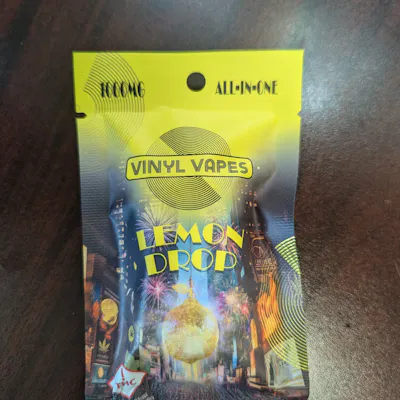 1000MG
ALL-IN-ONE
VINYL VAPES
LEMON
DROP